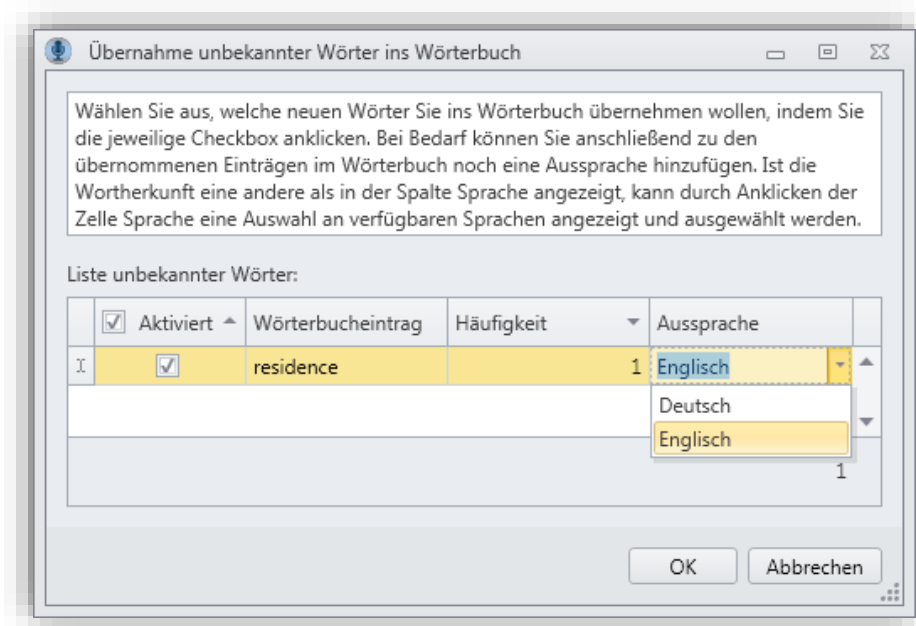 Übernahme unbekannter Wörter ins Wörterbuch
Wählen Sie aus, welche neuen Wörter Sie ins Wörterbuch übernehmen wollen, indem Sie
die jeweilige Checkbox anklicken. Bei Bedarf können Sie anschließend zu den
übernommenen Einträgen im Wörterbuch noch eine Aussprache hinzufügen. Ist die
Wortherkunft eine andere als in der Spalte Sprache angezeigt, kann durch Anklicken der
Zelle Sprache eine Auswahl an verfügbaren Sprachen angezeigt und ausgewählt werden.
Liste unbekannter Wörter:
Aktiviert Wörterbucheintrag Häufigkeit Aussprache
residence 1 Englisch
Deutsch
Englisch
1
OK Abbrechen